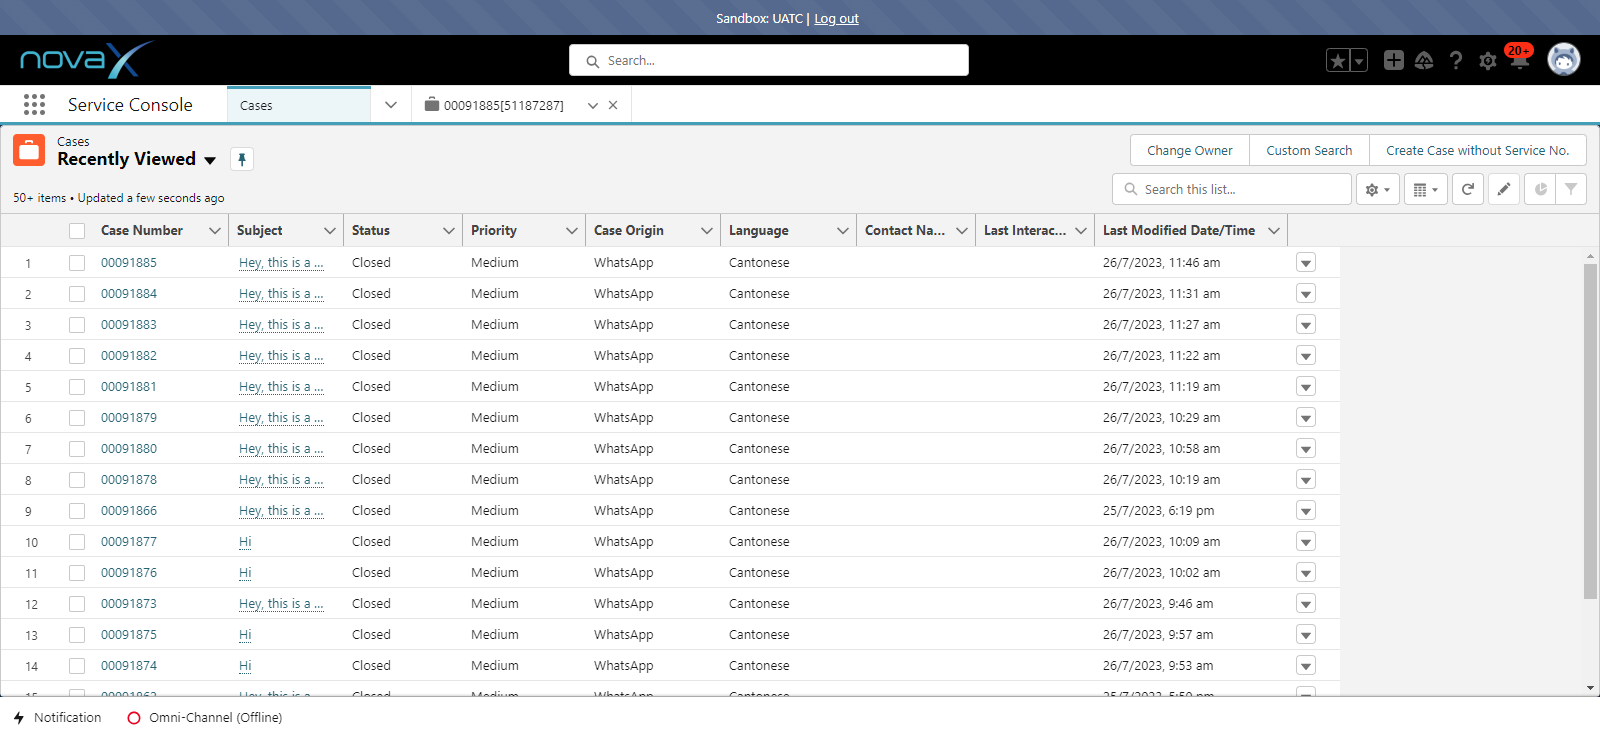 Sandbox: UATC | Log out
novaX
Search...
20+
Service Console
Cases
00091885[51187287]
Cases
Recently Viewed
Change Owner
Custom Search
Create Case without Service No.
50+ items • Updated a few seconds ago
Search this list...
Case Number Subject Status Priority Case Origin Language Contact Na... Last Interac... Last Modified Date/Time
1 00091885 Hey, this is a ... Closed Medium WhatsApp Cantonese 26/7/2023, 11:46 am
2 00091884 Hey, this is a ... Closed Medium WhatsApp Cantonese 26/7/2023, 11:31 am
3 00091883 Hey, this is a ... Closed Medium WhatsApp Cantonese 26/7/2023, 11:27 am
4 00091882 Hey, this is a ... Closed Medium WhatsApp Cantonese 26/7/2023, 11:22 am
5 00091881 Hey, this is a ... Closed Medium WhatsApp Cantonese 26/7/2023, 11:19 am
6 00091879 Hey, this is a ... Closed Medium WhatsApp Cantonese 26/7/2023, 10:29 am
7 00091880 Hey, this is a ... Closed Medium WhatsApp Cantonese 26/7/2023, 10:58 am
8 00091878 Hey, this is a ... Closed Medium WhatsApp Cantonese 26/7/2023, 10:19 am
9 00091866 Hey, this is a ... Closed Medium WhatsApp Cantonese 25/7/2023, 6:19 pm
10 00091877 Hi Closed Medium WhatsApp Cantonese 26/7/2023, 10:09 am
11 00091876 Hi Closed Medium WhatsApp Cantonese 26/7/2023, 10:02 am
12 00091873 Hey, this is a ... Closed Medium WhatsApp Cantonese 26/7/2023, 9:46 am
13 00091875 Hi Closed Medium WhatsApp Cantonese 26/7/2023, 9:57 am
14 00091874 Hi Closed Medium WhatsApp Cantonese 26/7/2023, 9:53 am
15 Hey, this is a Closed Medium WhatsApp Cantonese
Notification
Omni-Channel (Offline)